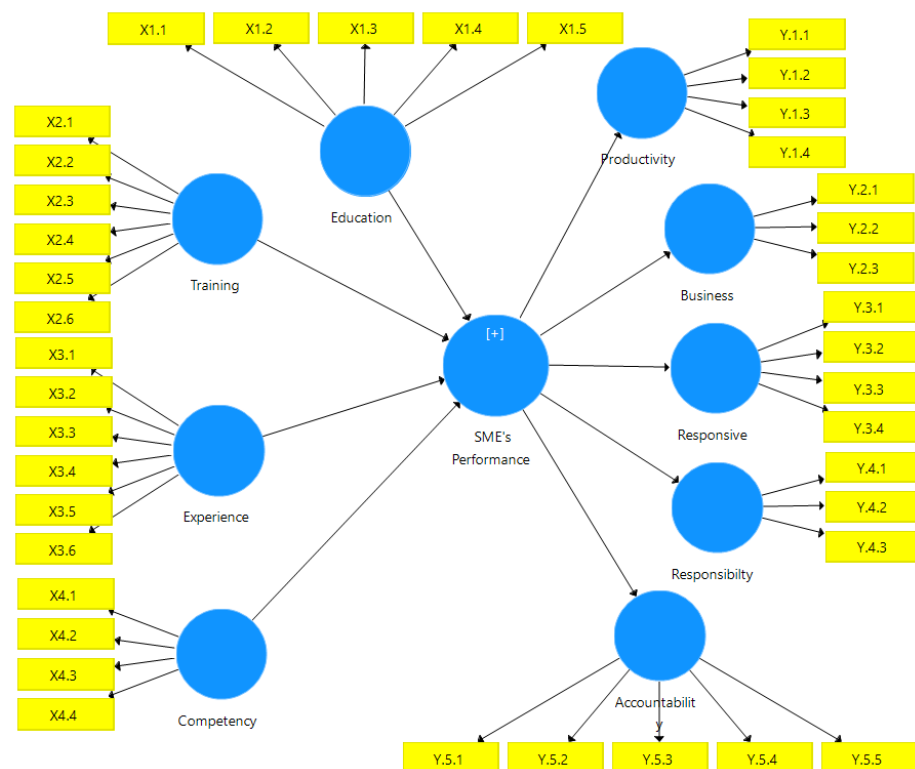 X1.1
X1.2
X1.3
X1.4
X1.5
Education
X2.1
X2.2
X2.3
X2.4
X2.5
X2.6
Training
X3.1
X3.2
X3.3
X3.4
X3.5
X3.6
Experience
X4.1
X4.2
X4.3
X4.4
Competency
[+]
SME's
Performance
Y.1.1
Y.1.2
Y.1.3
Y.1.4
Productivity
Y.2.1
Y.2.2
Y.2.3
Business
Y.3.1
Y.3.2
Y.3.3
Y.3.4
Responsive
Y.4.1
Y.4.2
Y.4.3
Responsibilty
Accountabilit
y
Y.5.1
Y.5.2
Y.5.3
Y.5.4
Y.5.5